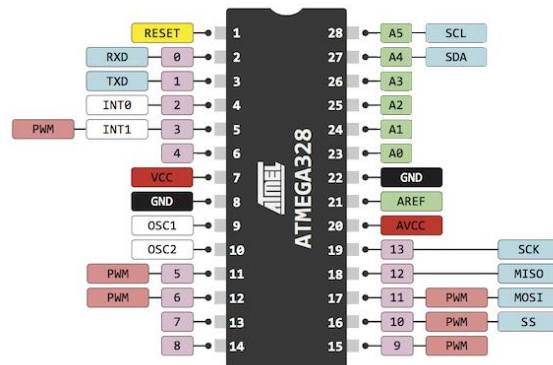 RESET 1 28 A5 SCL
RXD 0 2 27 A4 SDA
TXD 1 3 26 A3
INT0 2 4 25 A2
PWM INT1 3 5 24 A1
4 6 23 A0
VCC 7 22 GND
GND 8 21 AREF
OSC1 9 20 AVCC
OSC2 10 19 13 SCK
PWM 5 11 18 12 MISO
PWM 6 12 17 11 PWM MOSI
7 13 16 10 PWM SS
8 14 15 9 PWM
ATMEL
ATMEGA328